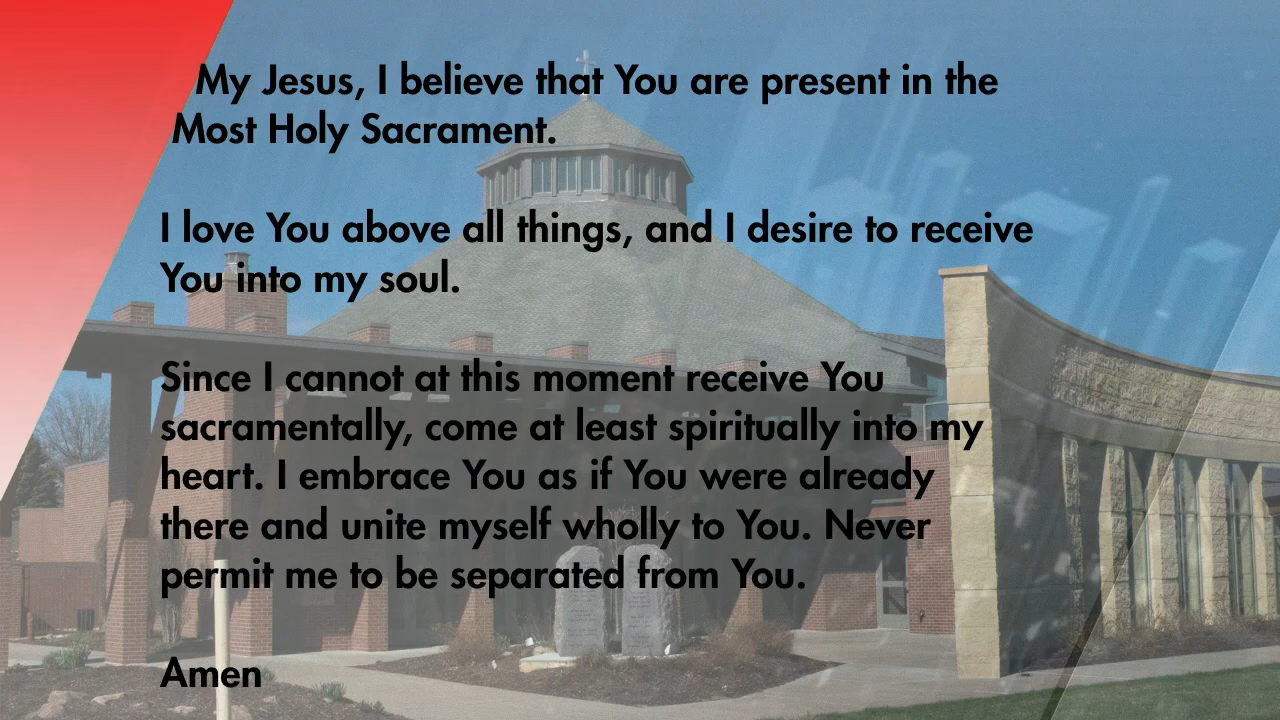 My Jesus, I believe that You are present in the
Most Holy Sacrament.
I love You above all things, and I desire to receive
You into my soul.
Since I cannot at this moment receive You
sacramentally, come at least spiritually into my
heart. I embrace You as if You were already
there and unite myself wholly to You. Never
permit me to be separated from You.
Amen